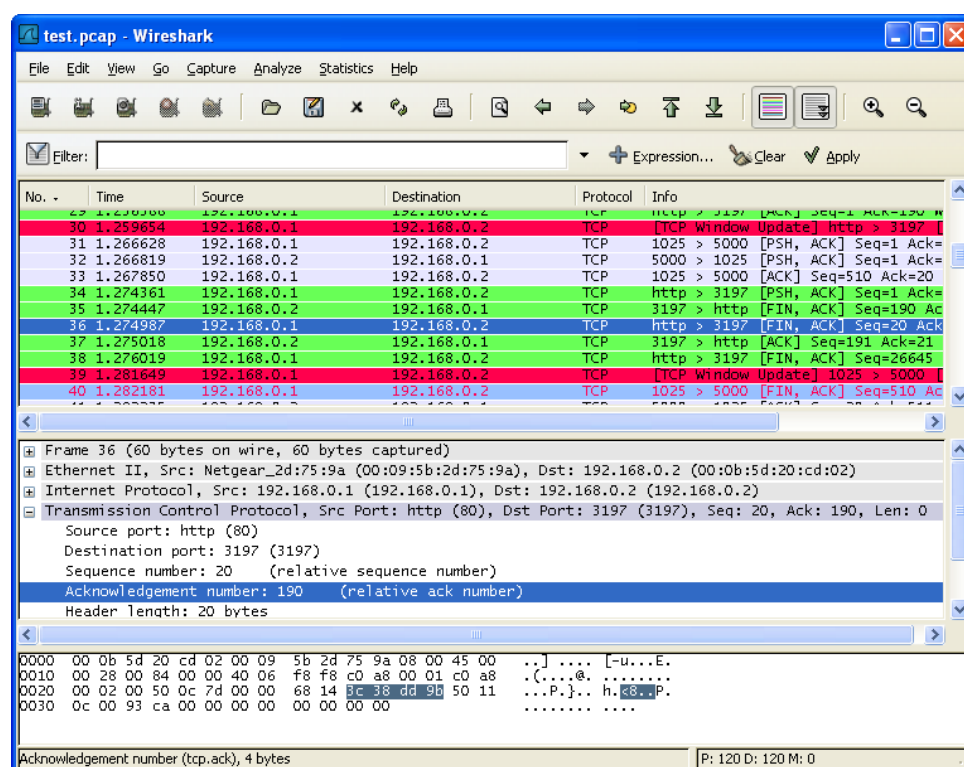 test.pcap - Wireshark
File Edit View Go Capture Analyze Statistics Help
Filter: Expression... Clear Apply
No. Time Source Destination Protocol Info
30 1.259654 192.168.0.1 192.168.0.2 TCP [TCP Window Update] http > 3197 [
31 1.266628 192.168.0.1 192.168.0.2 TCP 1025 > 5000 [PSH, ACK] Seq=1 Ack=
32 1.266819 192.168.0.2 192.168.0.1 TCP 5000 > 1025 [PSH, ACK] Seq=1 Ack=
33 1.267850 192.168.0.1 192.168.0.2 TCP 1025 > 5000 [ACK] Seq=510 Ack=20
34 1.274361 192.168.0.1 192.168.0.2 TCP http > 3197 [PSH, ACK] Seq=1 Ack=
35 1.274447 192.168.0.2 192.168.0.1 TCP 3197 > http [FIN, ACK] Seq=190 Ac
36 1.274987 192.168.0.1 192.168.0.2 TCP http > 3197 [FIN, ACK] Seq=20 Ack
37 1.275018 192.168.0.2 192.168.0.1 TCP 3197 > http [ACK] Seq=191 Ack=21
38 1.276019 192.168.0.1 192.168.0.2 TCP http > 3197 [FIN, ACK] Seq=26645
39 1.281649 192.168.0.1 192.168.0.2 TCP [TCP Window Update] 1025 > 5000 [
40 1.282181 192.168.0.1 192.168.0.2 TCP 1025 > 5000 [FIN, ACK] Seq=510 Ac
Frame 36 (60 bytes on wire, 60 bytes captured)
Ethernet II, Src: Netgear_2d:75:9a (00:09:5b:2d:75:9a), Dst: 192.168.0.2 (00:0b:5d:20:cd:02)
Internet Protocol, Src: 192.168.0.1 (192.168.0.1), Dst: 192.168.0.2 (192.168.0.2)
Transmission Control Protocol, Src Port: http (80), Dst Port: 3197 (3197), Seq: 20, Ack: 190, Len: 0
Source port: http (80)
Destination port: 3197 (3197)
Sequence number: 20 (relative sequence number)
Acknowledgement number: 190 (relative ack number)
Header length: 20 bytes
0000 00 0b 5d 20 cd 02 00 09 5b 2d 75 9a 08 00 45 00 ..] .... [-u...E.
0010 00 28 00 84 00 00 40 06 f8 f8 c0 a8 00 01 c0 a8 .(....@. ........
0020 00 02 00 50 0c 7d 00 00 68 14 3c 38 dd 9b 50 11 ...P.}.. h.<8..P.
0030 0c 00 93 ca 00 00 00 00 00 00 00 00 ........ ....
Acknowledgement number (tcp.ack), 4 bytes P: 120 D: 120 M: 0